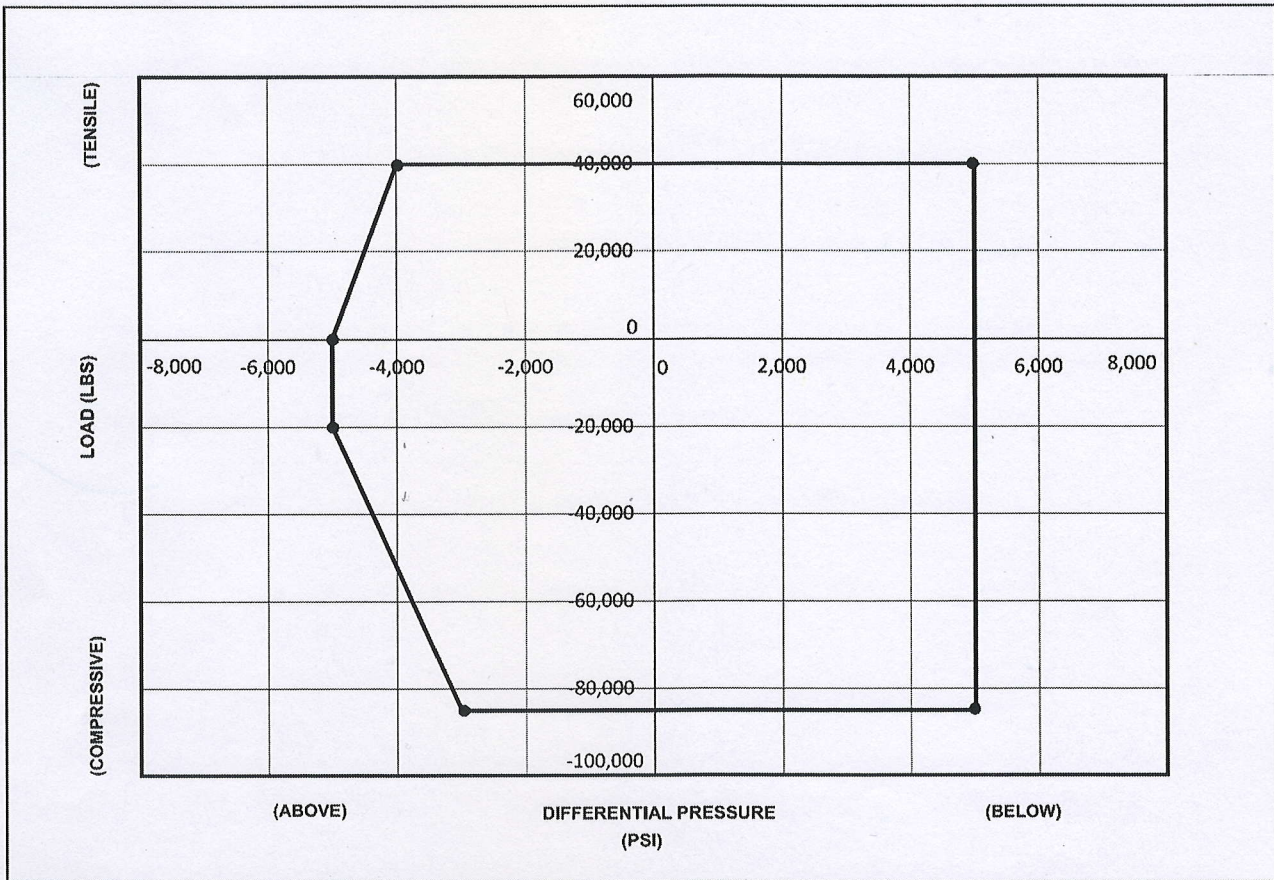 (TENSILE)
LOAD (LBS)
(COMPRESSIVE)
60,000
40,000
20,000
0
-8,000 -6,000 -4,000 -2,000 0 2,000 4,000 6,000 8,000
-20,000
-40,000
-60,000
-80,000
-100,000
(ABOVE) DIFFERENTIAL PRESSURE (BELOW)
(PSI)